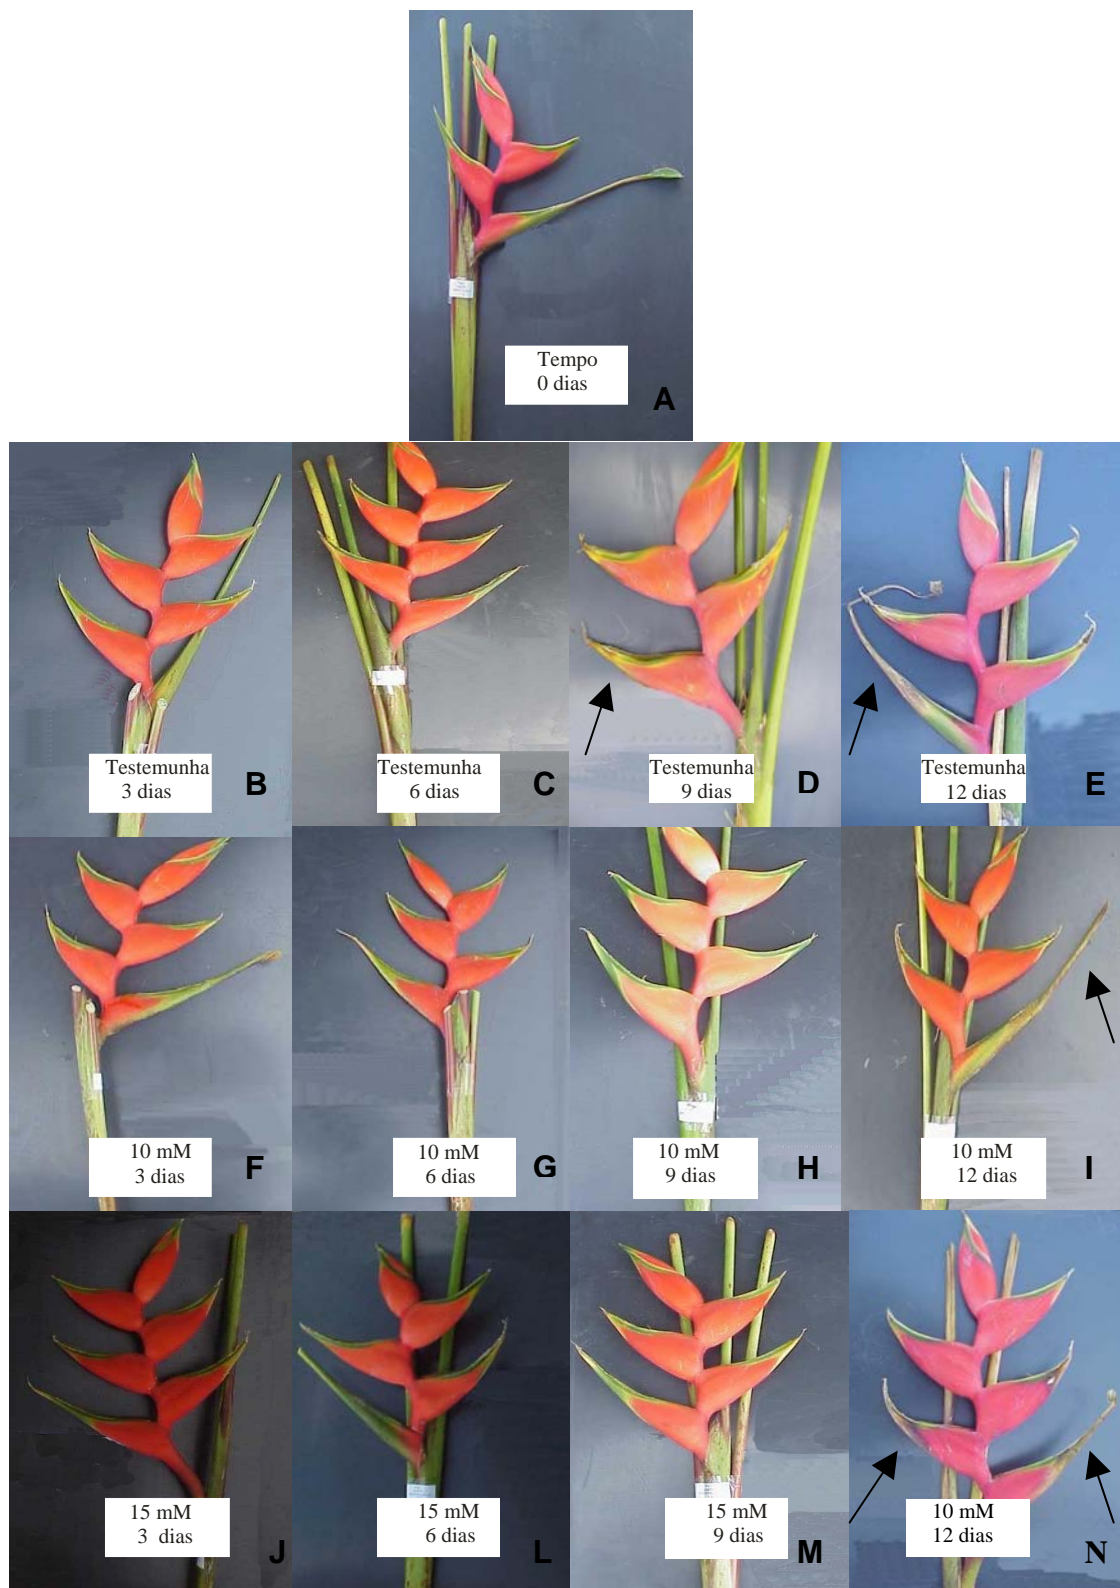 Tempo
0 dias
A
Testemunha
3 dias
B
Testemunha
6 dias
C
Testemunha
9 dias
D
Testemunha
12 dias
E
10 mM
3 dias
F
10 mM
6 dias
G
10 mM
9 dias
H
10 mM
12 dias
I
15 mM
3 dias
J
15 mM
6 dias
L
15 mM
9 dias
M
10 mM
12 dias
N